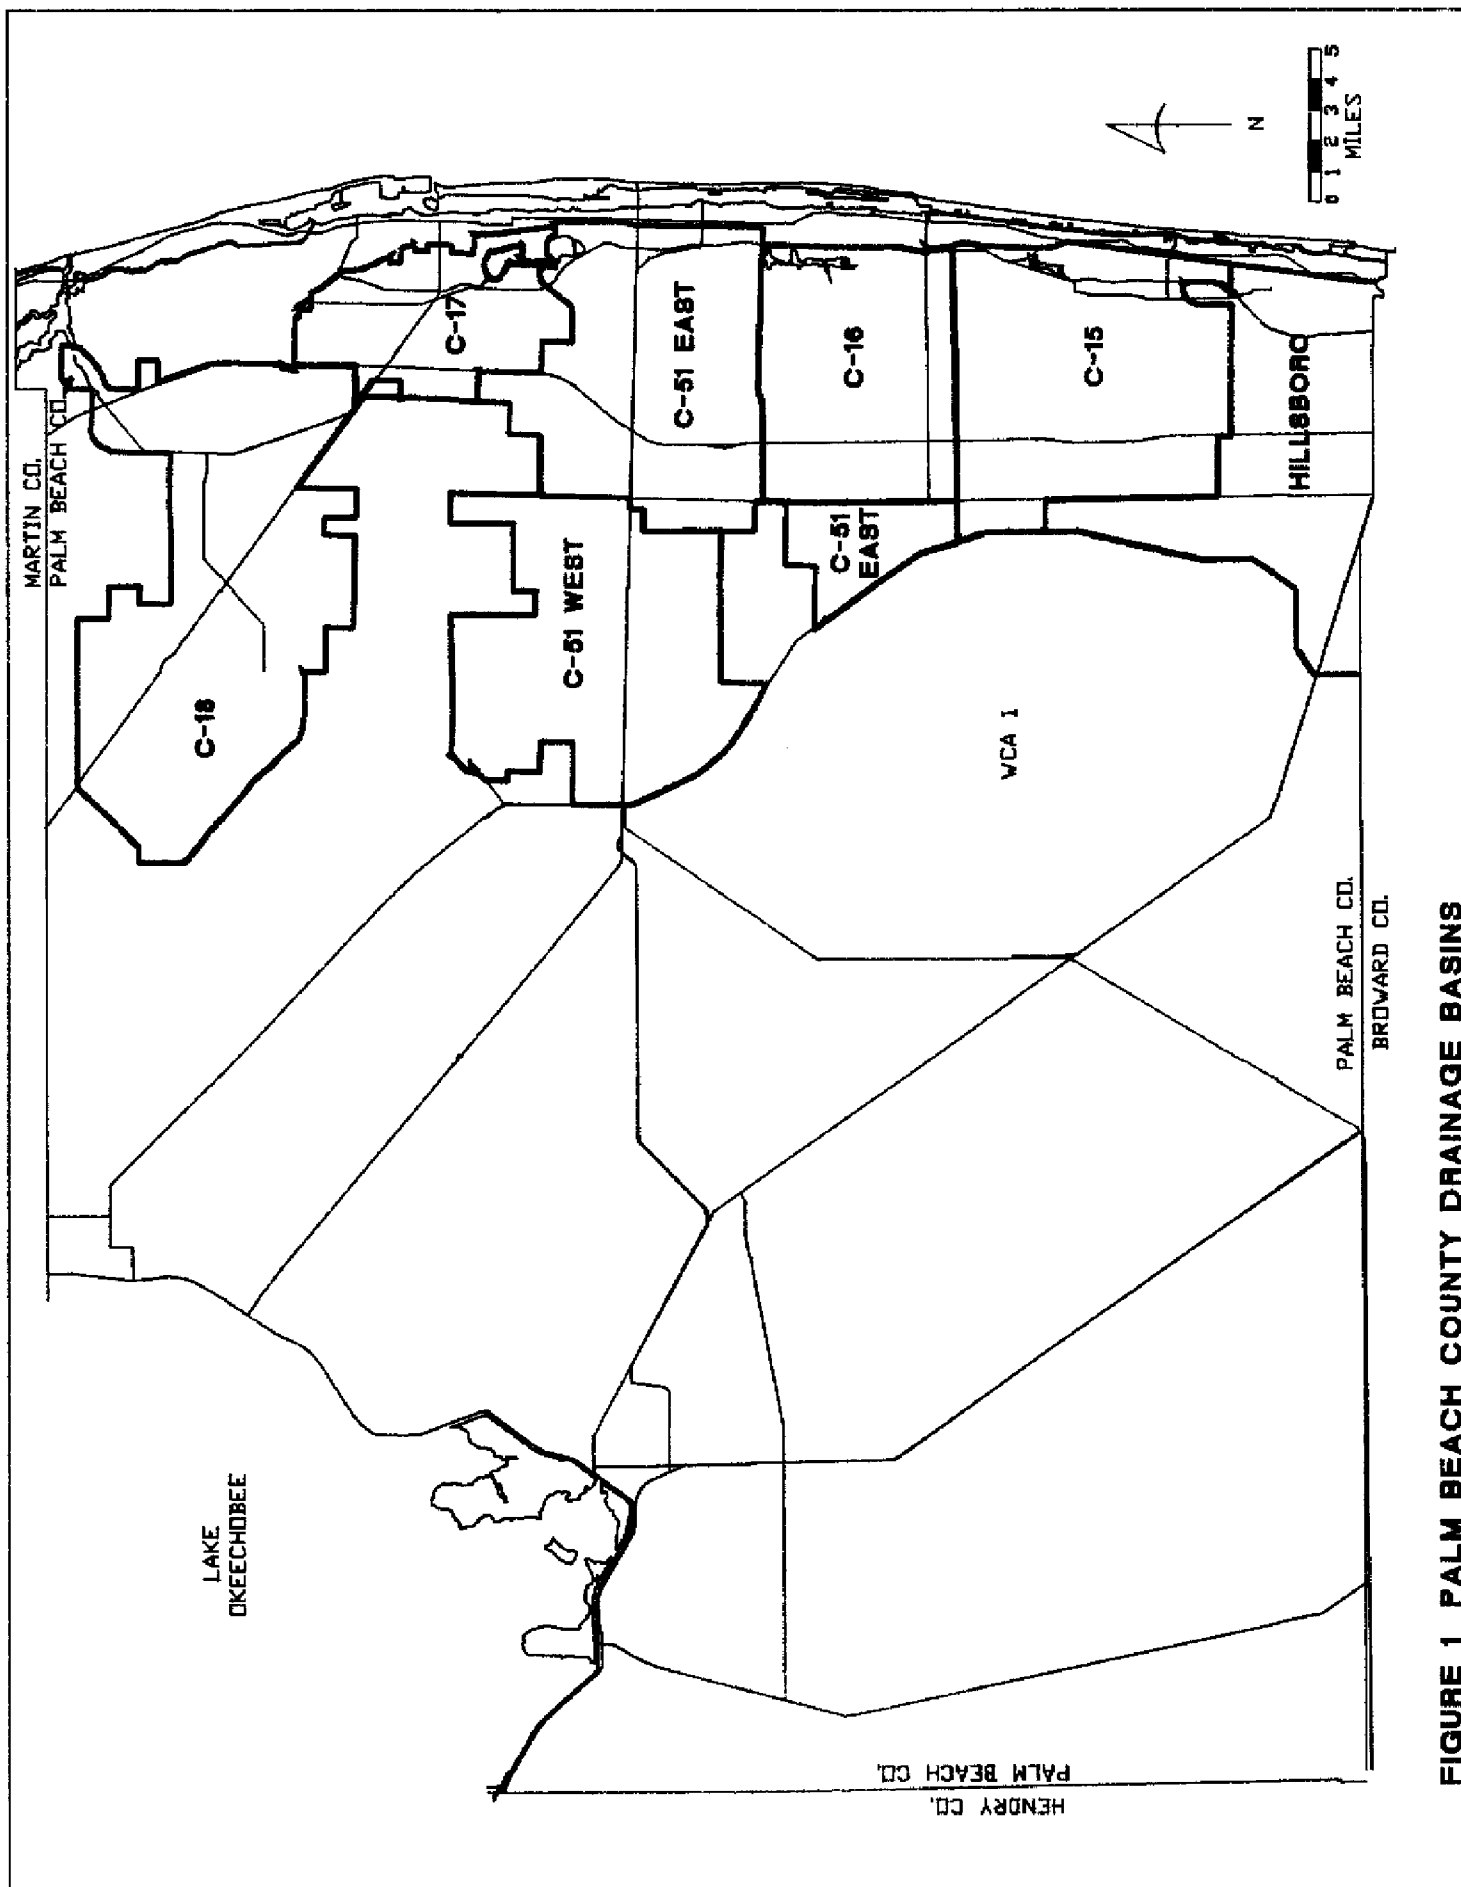 MARTIN CO.
PALM BEACH CO.
LAKE
OKEECHOBEE
C-18
C-17
C-51 WEST
C-51 EAST
C-16
C-51
EAST
C-15
HILLSBORO
WCA 1
HENDRY CO.
PALM BEACH CO.
PALM BEACH CO.
BROWARD CO.
N
0 1 2 3 4 5
MILES
FIGURE 1 PALM BEACH COUNTY DRAINAGE BASINS